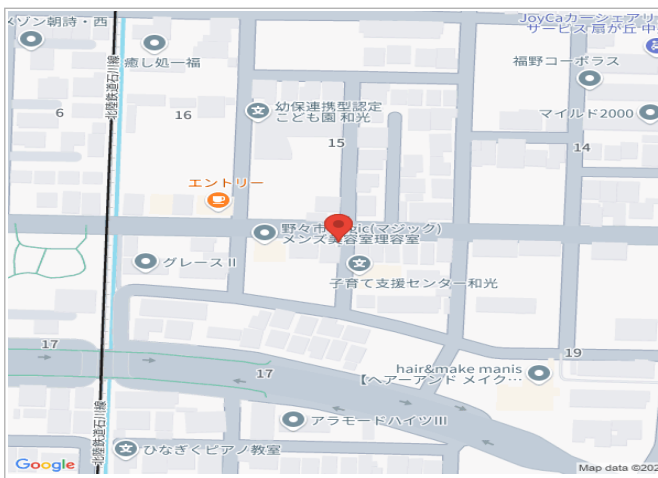 メゾン朝詩・西
JoyCaカーシェアリ
サービス 扇が丘 中
北陸鉄道石川線
癒し処一福
福野コーポラス
6
16
幼保連携型認定
こども園 和光
マイルド2000
15
14
エントリー
野々市
gic(マジック)
メンズ美容室理容室
グレース II
子育て支援センター和光
17
19
hair&make manis
【ヘアーアンド メイク…
17
北陸鉄道石川線
アラモードハイツIII
ひなぎくピアノ教室
Google
Map data ©202